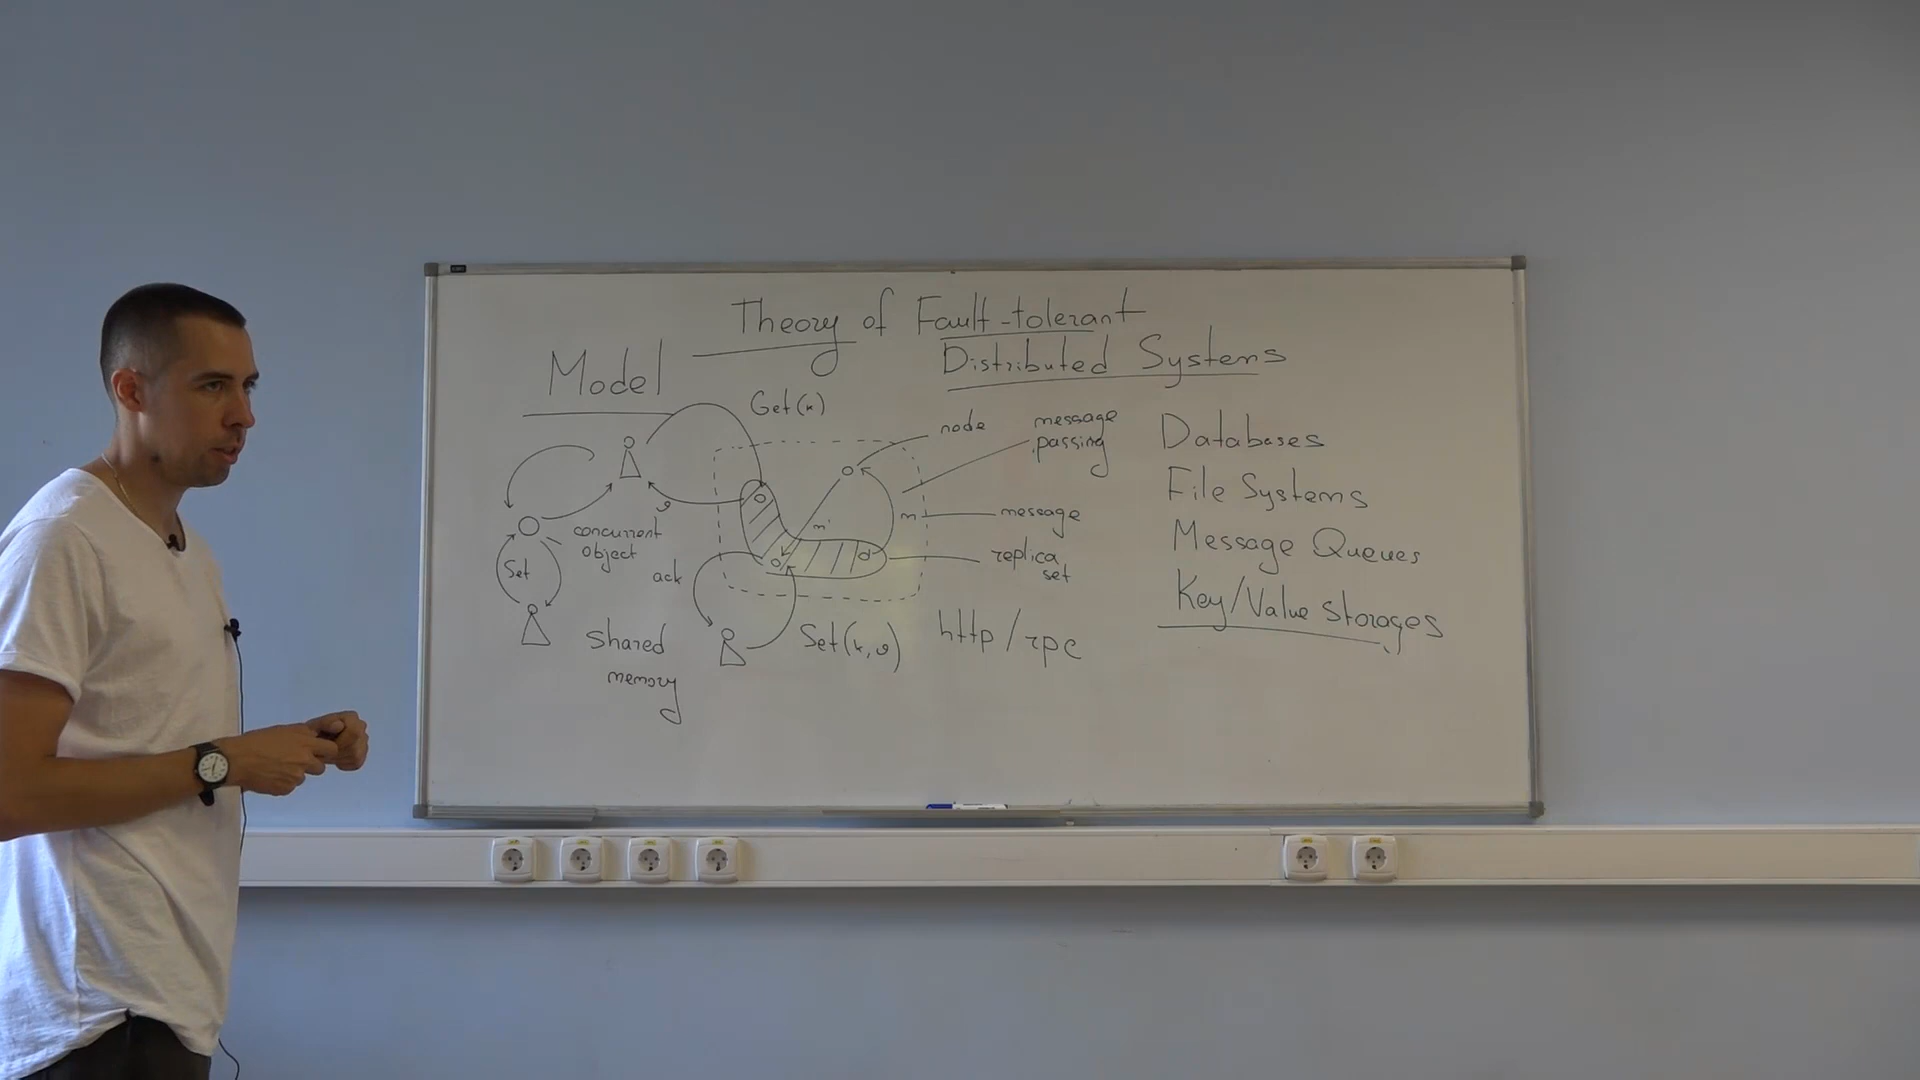 Theory of Fault-tolerant
Distributed Systems
Model
Get(k)
node
message
passing
Databases
File Systems
Message Queues
Key/Value storages
m
message
m'
v
concurrent
object
Set
ack
replica
set
shared
memory
Set(k,v)
http/rpc